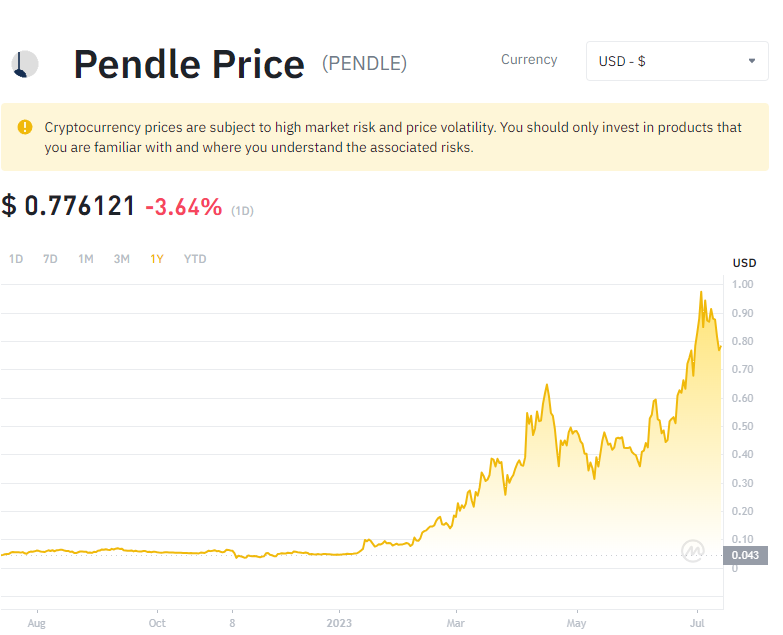 Pendle Price (PENDLE)
Currency
USD - $
Cryptocurrency prices are subject to high market risk and price volatility. You should only invest in products that
you are familiar with and where you understand the associated risks.
$ 0.776121 -3.64% (1D)
1D 7D 1M 3M 1Y YTD
USD
1.00
0.90
0.80
0.70
0.60
0.50
0.40
0.30
0.20
0.10
0.043
0
Aug Oct 8 2023 Mar May Jul